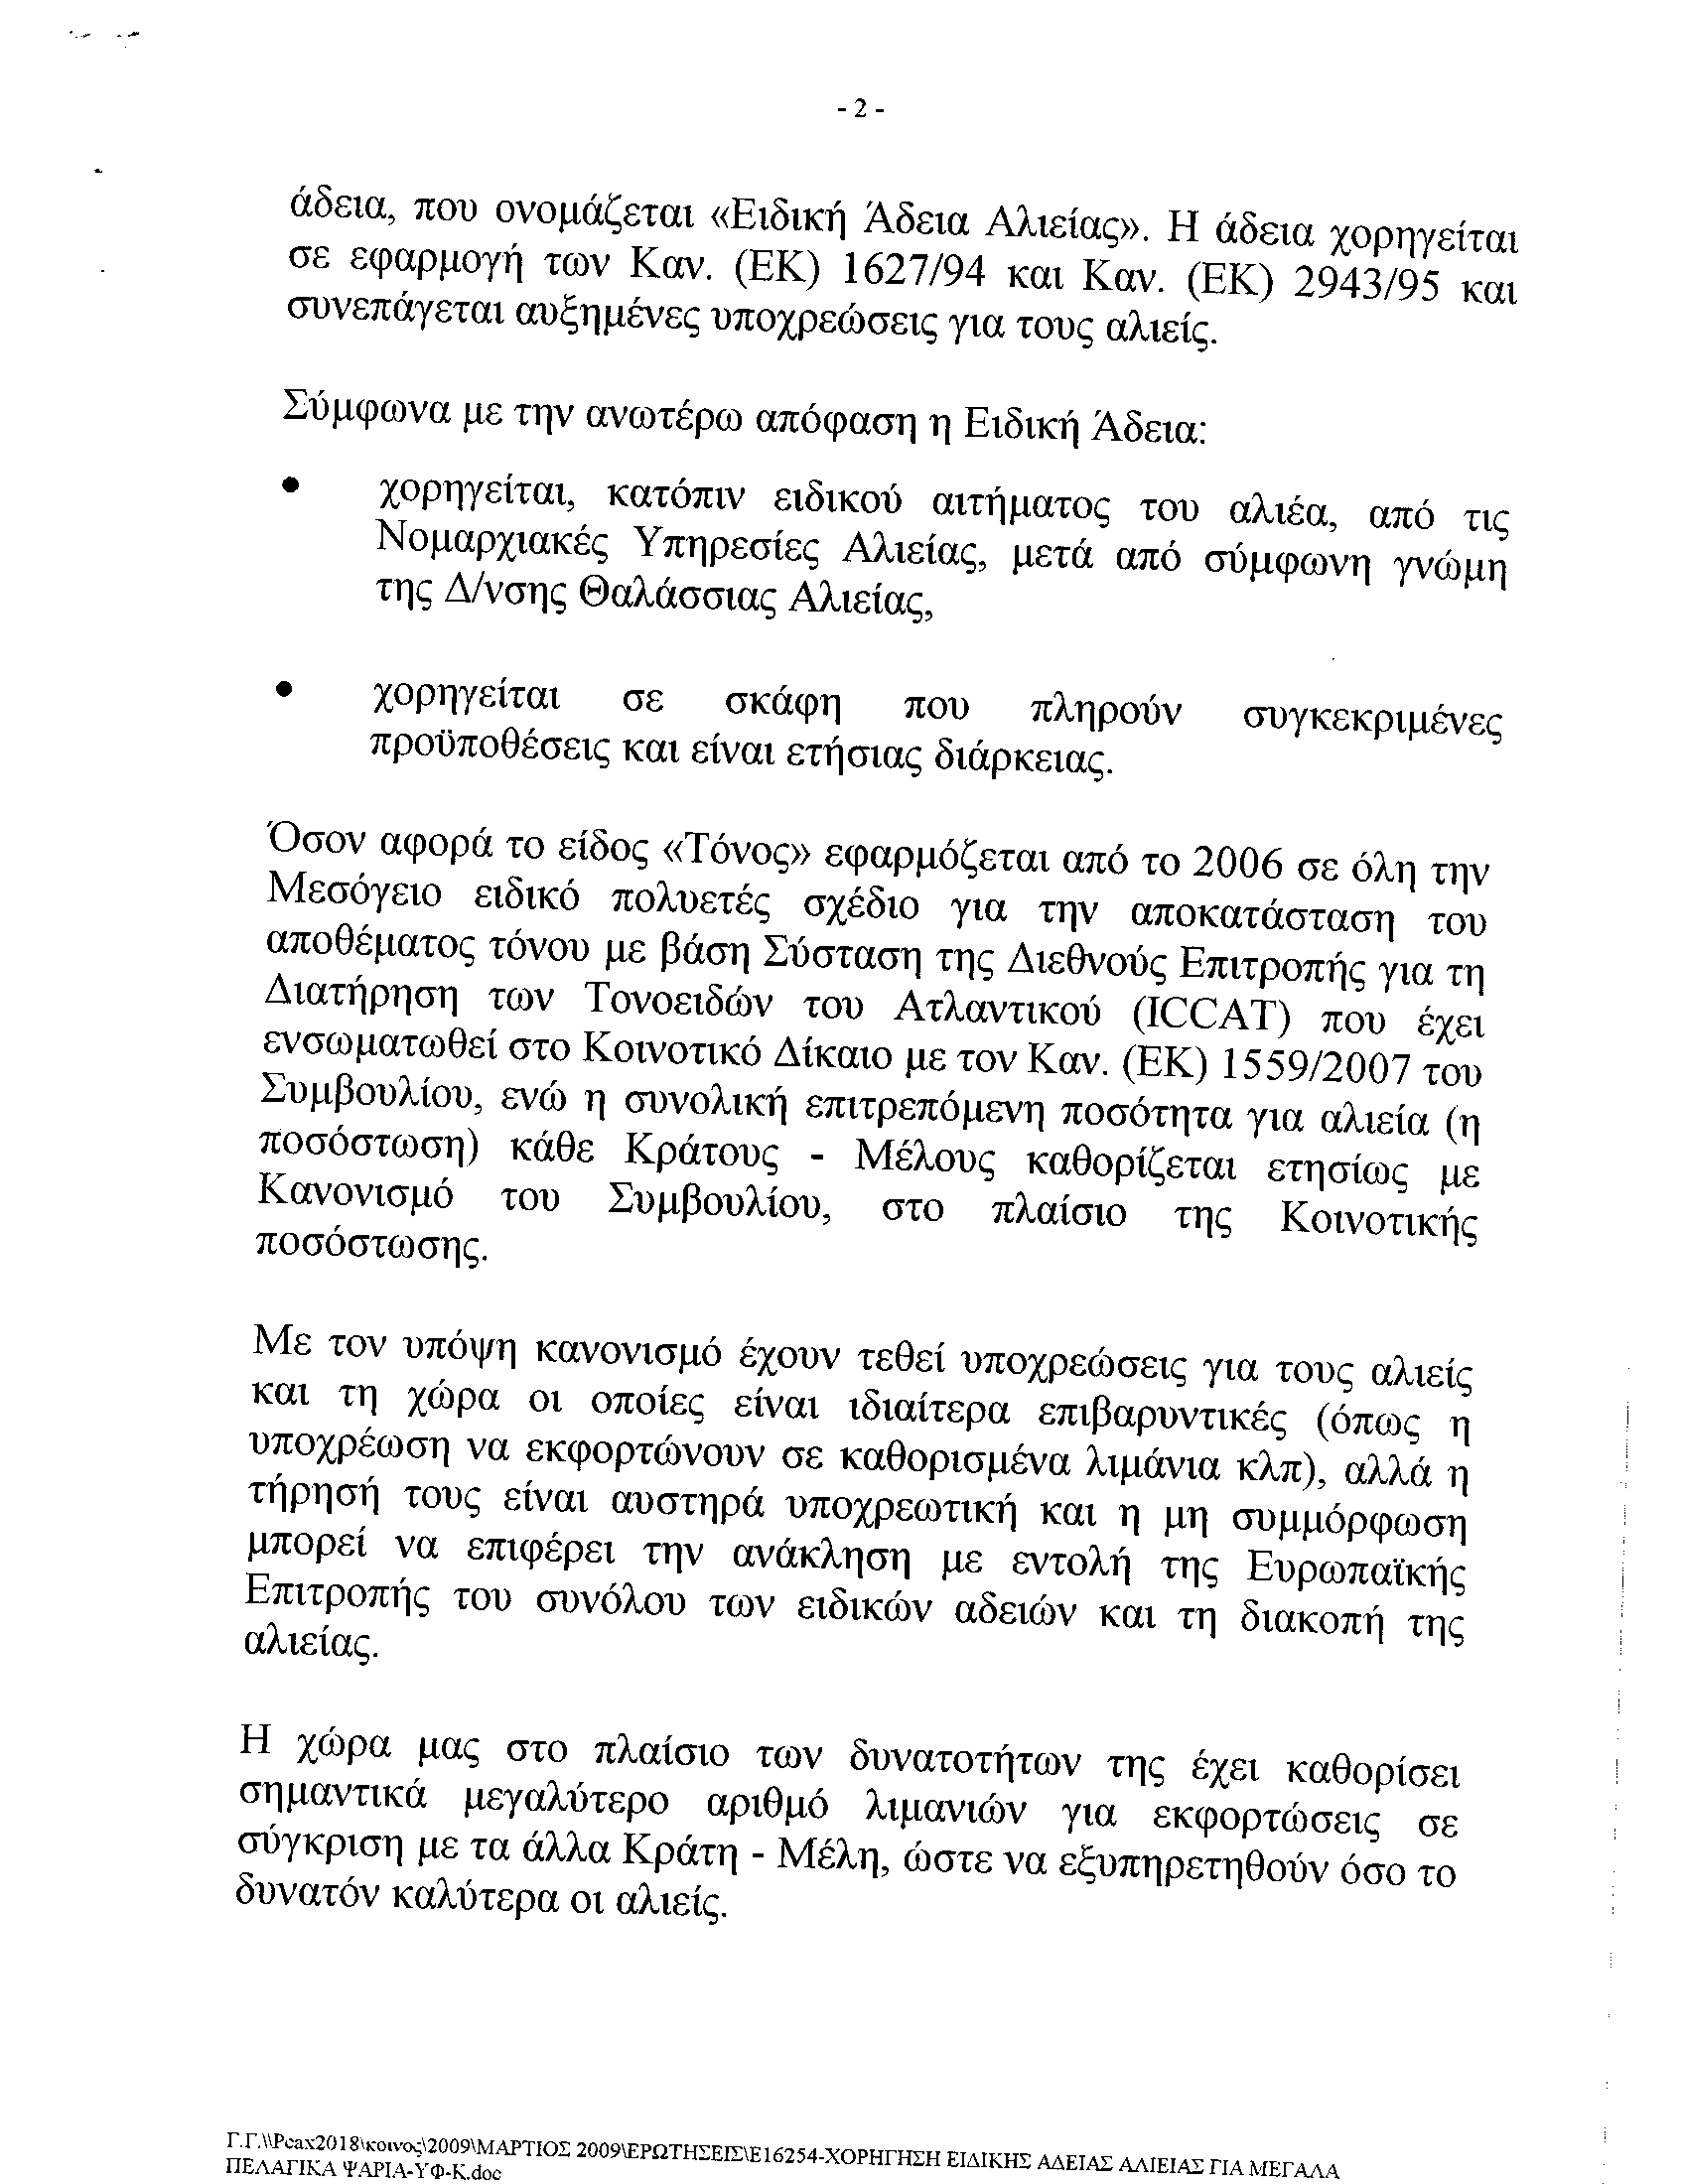 - 2 -
άδεια, που ονομάζεται «Ειδική Άδεια Αλιείας». Η άδεια χορηγείται
σε εφαρμογή των Καν. (ΕΚ) 1627/94 και Καν. (ΕΚ) 2943/95 και
συνεπάγεται αυξημένες υποχρεώσεις για τους αλιείς.
Σύμφωνα με την ανωτέρω απόφαση η Ειδική Άδεια:
• χορηγείται, κατόπιν ειδικού αιτήματος του αλιέα, από τις
Νομαρχιακές Υπηρεσίες Αλιείας, μετά από σύμφωνη γνώμη
της Δ/νσης Θαλάσσιας Αλιείας,
• χορηγείται σε σκάφη που πληρούν συγκεκριμένες
προϋποθέσεις και είναι ετήσιας διάρκειας.
Όσον αφορά το είδος «Τόνος» εφαρμόζεται από το 2006 σε όλη την
Μεσόγειο ειδικό πολυετές σχέδιο για την αποκατάσταση του
αποθέματος τόνου με βάση Σύσταση της Διεθνούς Επιτροπής για τη
Διατήρηση των Τονοειδών του Ατλαντικού (ICCAT) που έχει
ενσωματωθεί στο Κοινοτικό Δίκαιο με τον Καν. (ΕΚ) 1559/2007 του
Συμβουλίου, ενώ η συνολική επιτρεπόμενη ποσότητα για αλιεία (η
ποσόστωση) κάθε Κράτους - Μέλους καθορίζεται ετησίως με
Κανονισμό του Συμβουλίου, στο πλαίσιο της Κοινοτικής
ποσόστωσης.
Με τον υπόψη κανονισμό έχουν τεθεί υποχρεώσεις για τους αλιείς
και τη χώρα οι οποίες είναι ιδιαίτερα επιβαρυντικές (όπως η
υποχρέωση να εκφορτώνουν σε καθορισμένα λιμάνια κλπ), αλλά η
τήρησή τους είναι αυστηρά υποχρεωτική και η μη συμμόρφωση
μπορεί να επιφέρει την ανάκληση με εντολή της Ευρωπαϊκής
Επιτροπής του συνόλου των ειδικών αδειών και τη διακοπή της
αλιείας.
Η χώρα μας στο πλαίσιο των δυνατοτήτων της έχει καθορίσει
σημαντικά μεγαλύτερο αριθμό λιμανιών για εκφορτώσεις σε
σύγκριση με τα άλλα Κράτη - Μέλη, ώστε να εξυπηρετηθούν όσο το
δυνατόν καλύτερα οι αλιείς.
Γ.Γ.\\Pcax2018\κοινος\2009\ΜΑΡΤΙΟΣ 2009\ΕΡΩΤΗΣΕΙΣ\Ε16254-ΧΟΡΗΓΗΣΗ ΕΙΔΙΚΗΣ ΑΔΕΙΑΣ ΑΛΙΕΙΑΣ ΓΙΑ ΜΕΓΑΛΑ
ΠΕΛΑΓΙΚΑ ΨΑΡΙΑ-ΥΦ-Κ.doc